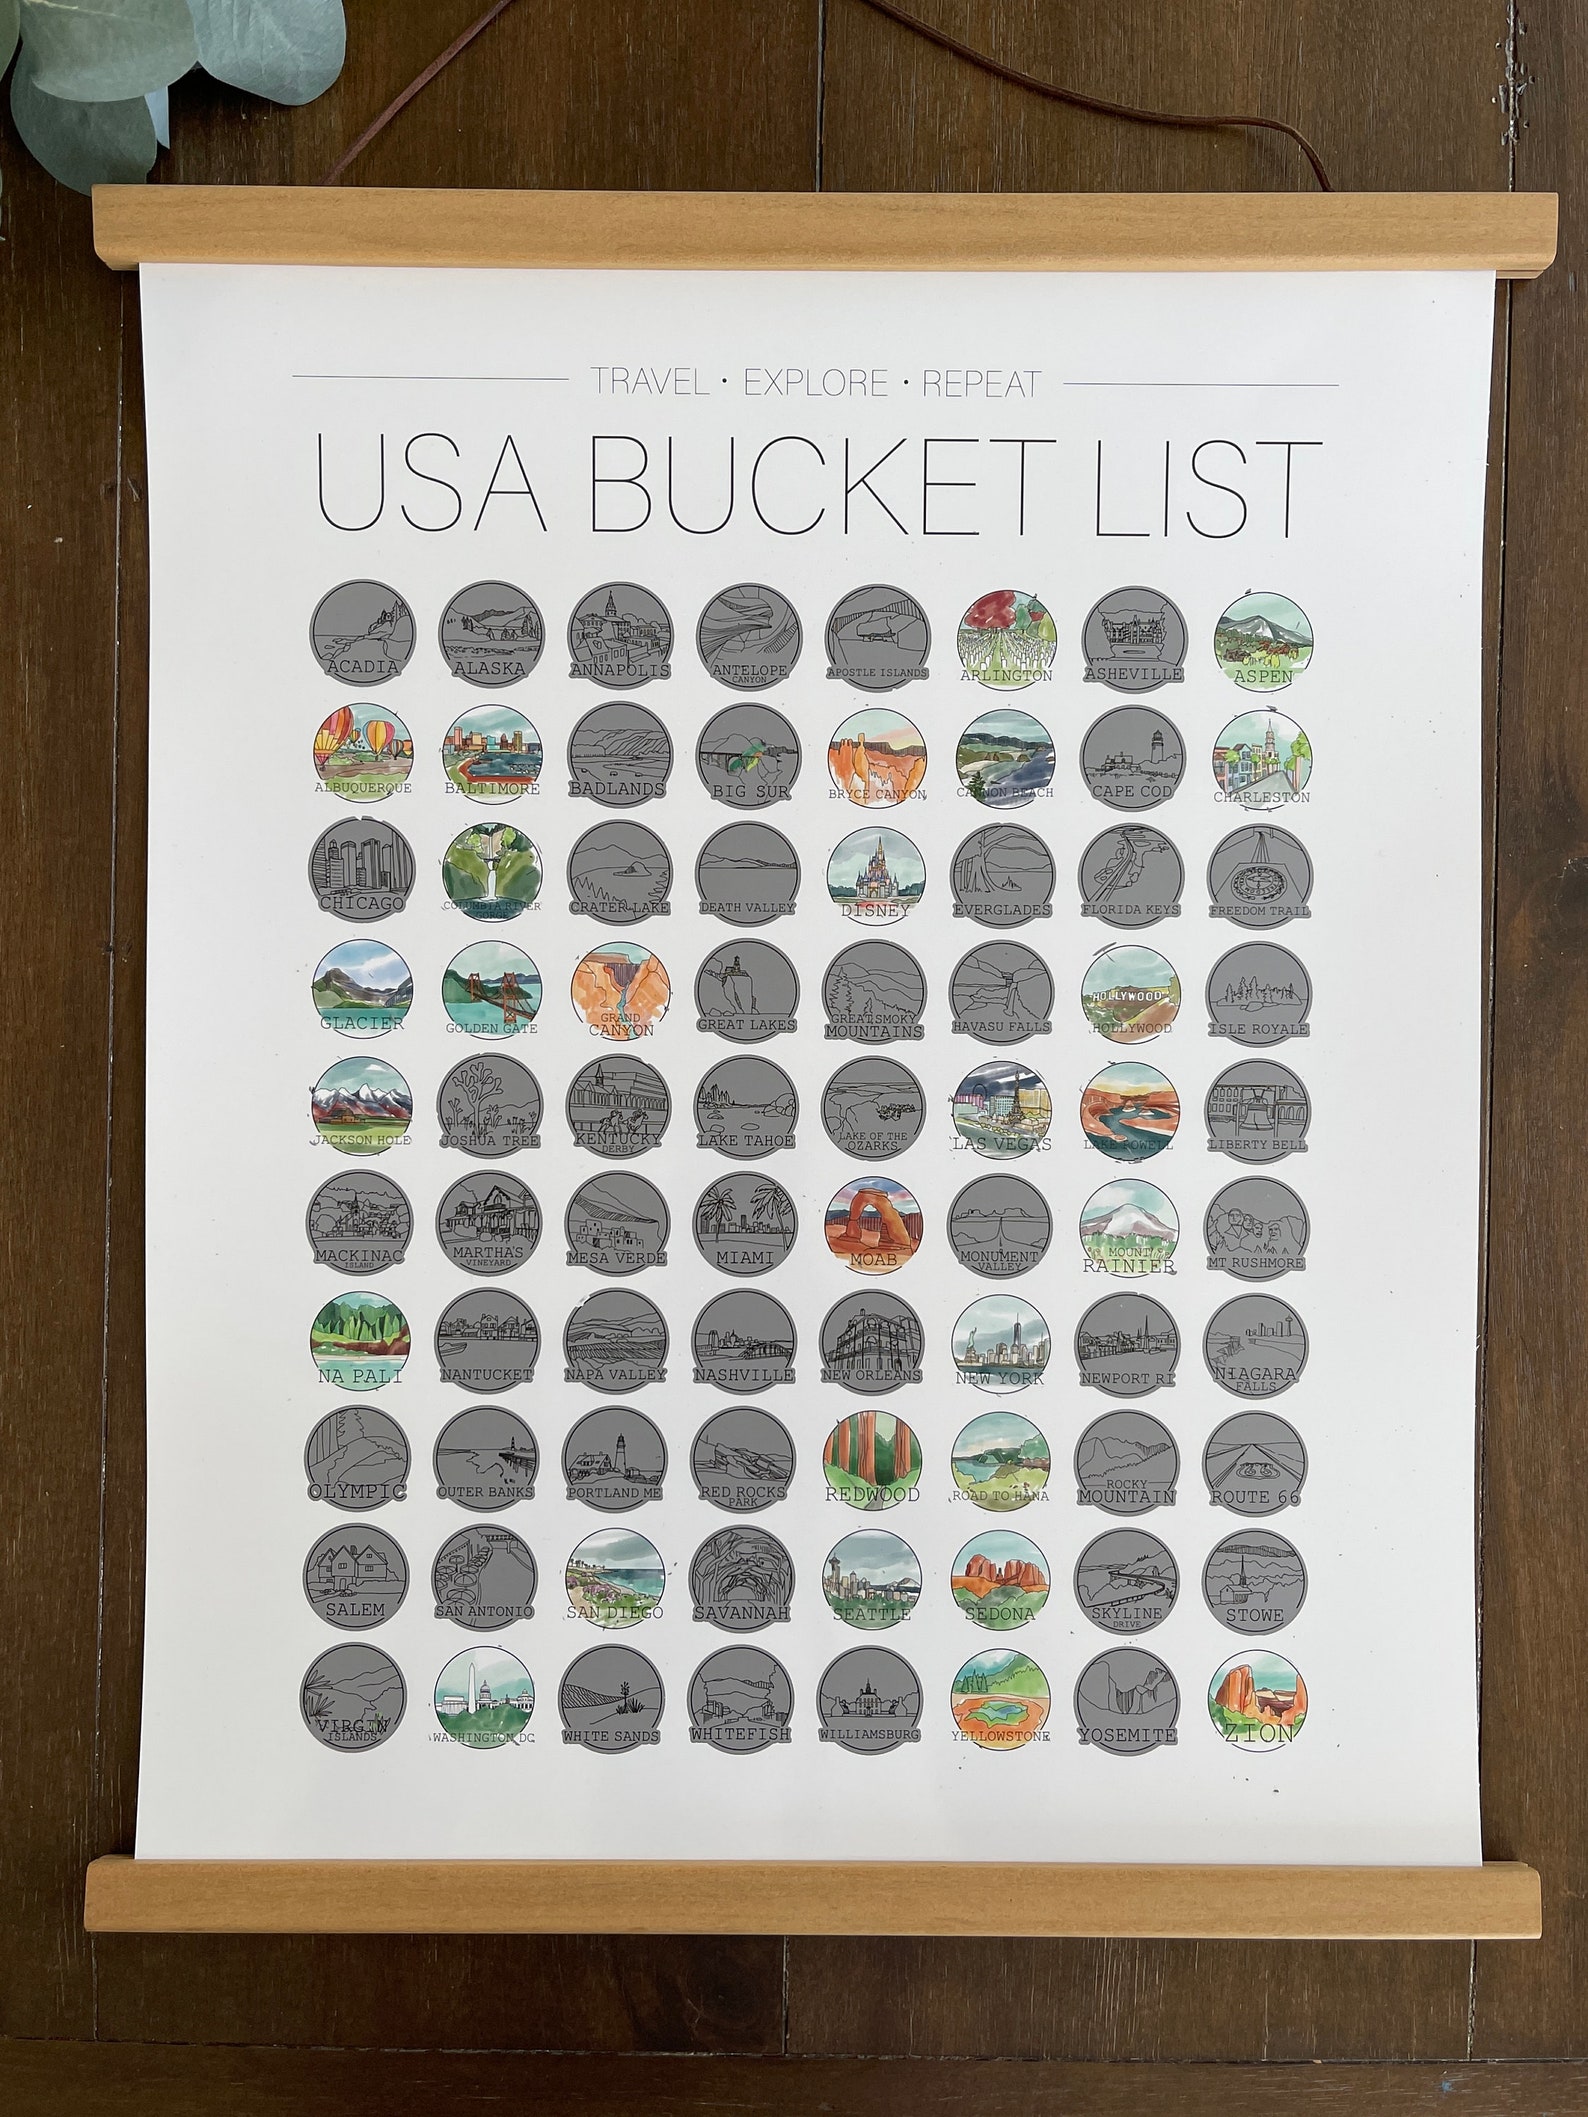 TRAVEL • EXPLORE • REPEAT
USA BUCKET LIST
ACADIA
ALASKA
ANNAPOLIS
ANTELOPE
CANYON
APOSTLE ISLANDS
ARLINGTON
ASHEVILLE
ASPEN
ALBUQUERQUE
BALTIMORE
BADLANDS
BIG SUR
BRYCE CANYON
CANNON BEACH
CAPE COD
CHARLESTON
CHICAGO
COLUMBIA RIVER
GORGE
CRATER LAKE
DEATH VALLEY
DISNEY
EVERGLADES
FLORIDA KEYS
FREEDOM TRAIL
GLACIER
GOLDEN GATE
GRAND
CANYON
GREAT LAKES
GREAT SMOKY
MOUNTAINS
HAVASU FALLS
HOLLYWOOD
HOLLYWOOD
ISLE ROYALE
JACKSON HOLE
JOSHUA TREE
KENTUCKY
DERBY
LAKE TAHOE
LAKE OF THE
OZARKS
LAS VEGAS
LAKE POWELL
LIBERTY BELL
MACKINAC
ISLAND
MARTHA'S
VINEYARD
MESA VERDE
MIAMI
MOAB
MONUMENT
VALLEY
MOUNT
RAINIER
MT RUSHMORE
NA PALI
NANTUCKET
NAPA VALLEY
NASHVILLE
NEW ORLEANS
NEW YORK
NEWPORT RI
NIAGARA
FALLS
OLYMPIC
OUTER BANKS
PORTLAND ME
RED ROCKS
PARK
REDWOOD
ROAD TO HANA
ROCKY
MOUNTAIN
ROUTE 66
SALEM
SAN ANTONIO
SAN DIEGO
SAVANNAH
SEATTLE
SEDONA
SKYLINE
DRIVE
STOWE
VIRGIN
ISLANDS
WASHINGTON DC
WHITE SANDS
WHITEFISH
WILLIAMSBURG
YELLOWSTONE
YOSEMITE
ZION